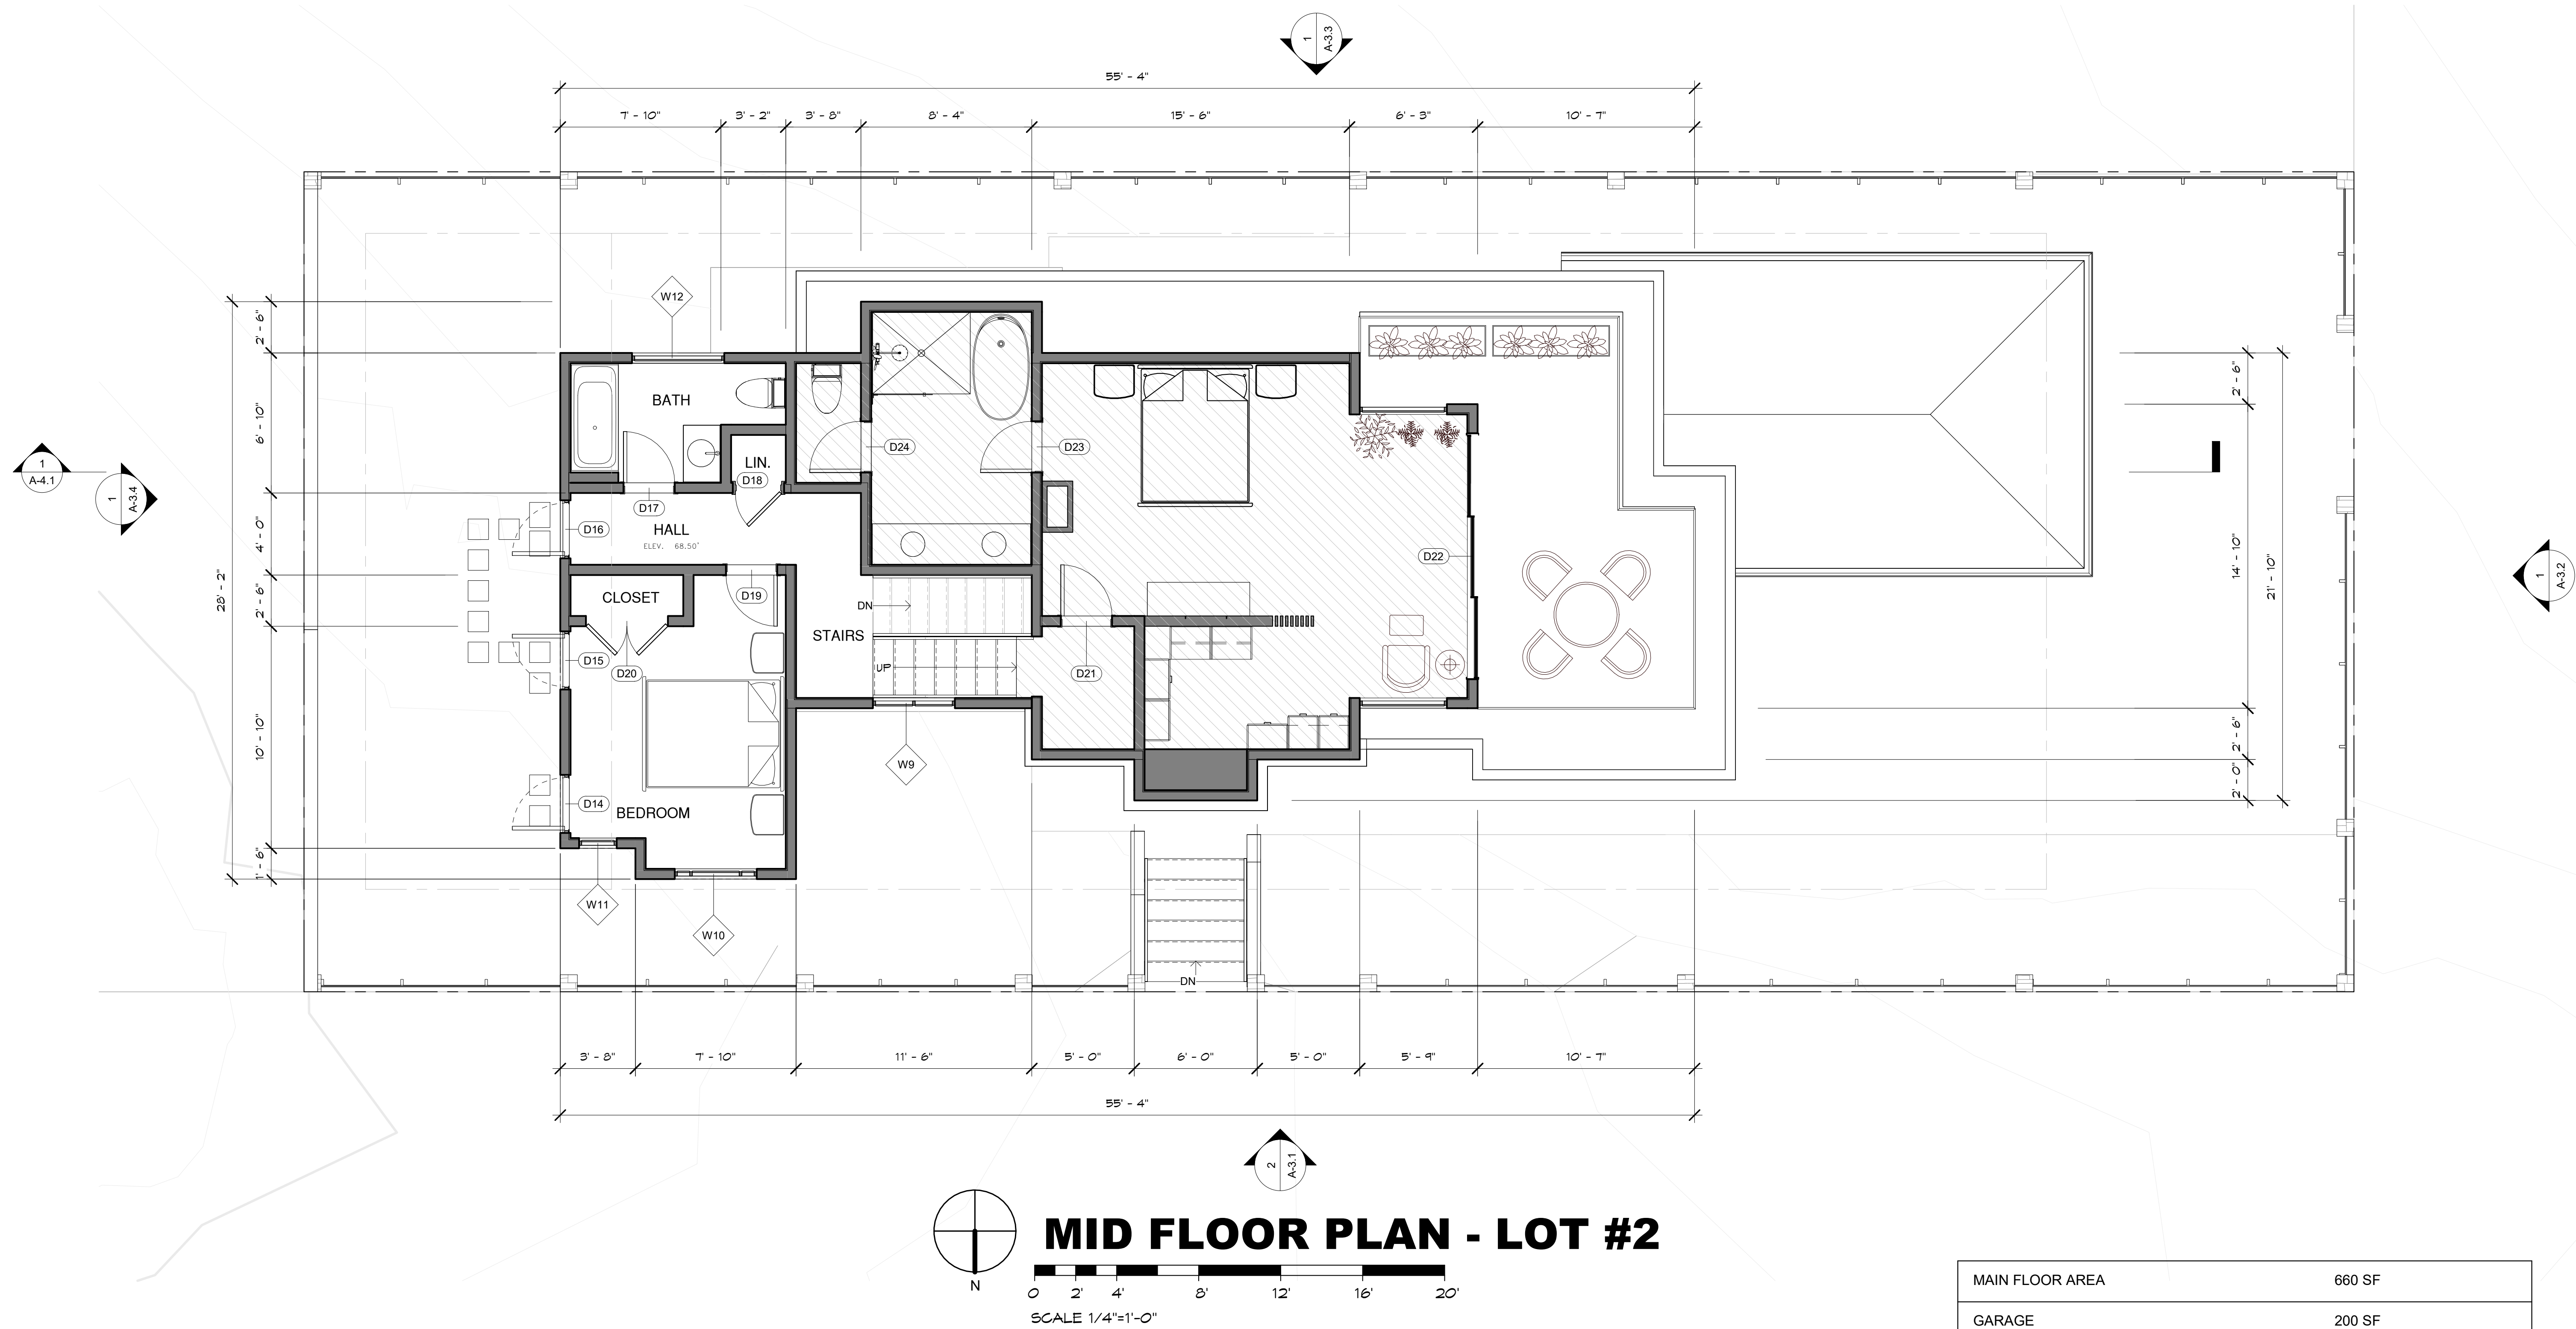 1
A-3.3
55' - 4"
7' - 10"
3' - 2"
3' - 8"
8' - 4"
15' - 6"
6' - 3"
10' - 7"
W12
2' - 6"
6' - 10"
4' - 0"
2' - 6"
10' - 10"
1' - 6"
28' - 2"
1
A-4.1
1
A-3.4
BATH
LIN.
D18
D17
D16
HALL
ELEV. 68.50'
D24
D23
D22
CLOSET
D19
DN
STAIRS
UP
D15
D20
D21
D14
BEDROOM
W9
W11
W10
DN
2' - 6"
14' - 10"
21' - 10"
2' - 6"
2' - 0"
1
A-3.2
3' - 8"
7' - 10"
11' - 6"
5' - 0"
6' - 0"
5' - 0"
5' - 9"
10' - 7"
55' - 4"
2
A-3.1
N
MID FLOOR PLAN - LOT #2
0 2' 4' 8' 12' 16' 20'
SCALE 1/4"=1'-0"
MAIN FLOOR AREA 660 SF
GARAGE 200 SF